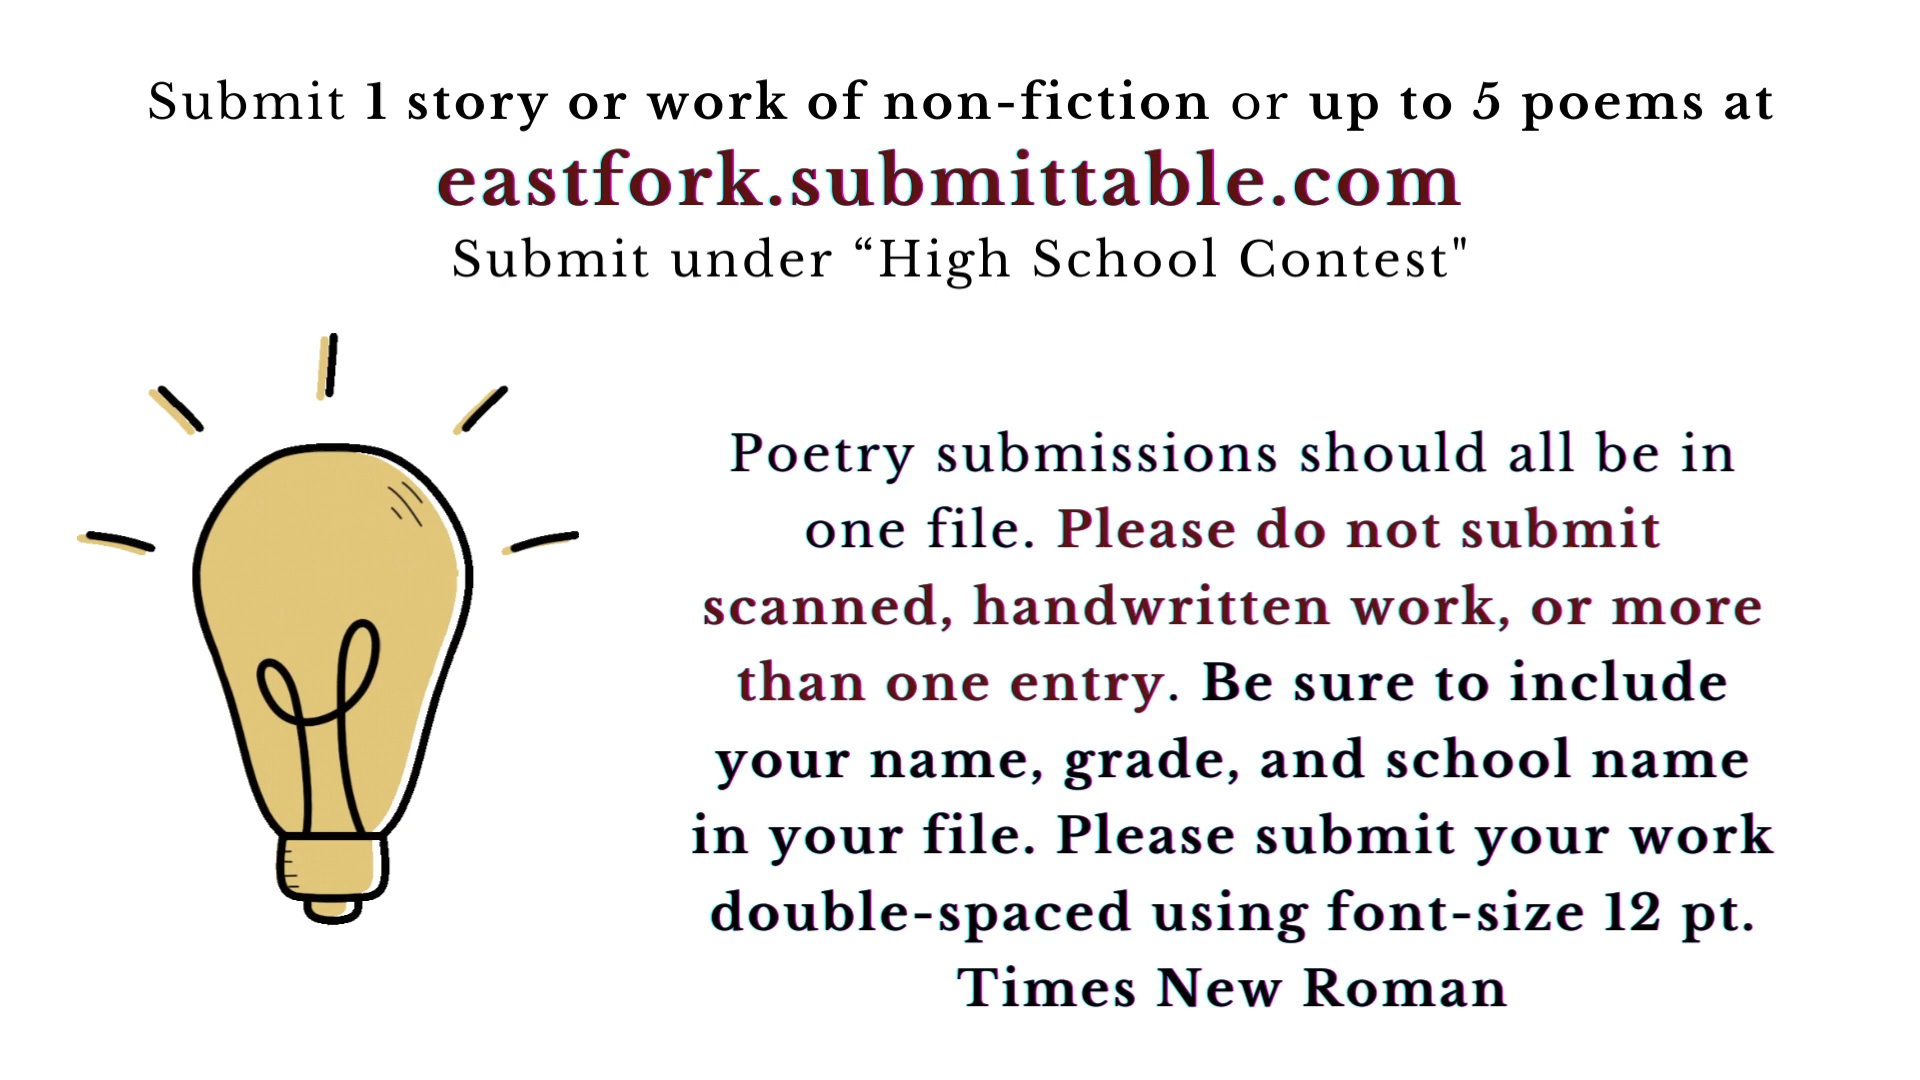 Submit 1 story or work of non-fiction or up to 5 poems at
eastfork.submittable.com
Submit under “High School Contest"
Poetry submissions should all be in
one file. Please do not submit
scanned, handwritten work, or more
than one entry. Be sure to include
your name, grade, and school name
in your file. Please submit your work
double-spaced using font-size 12 pt.
Times New Roman